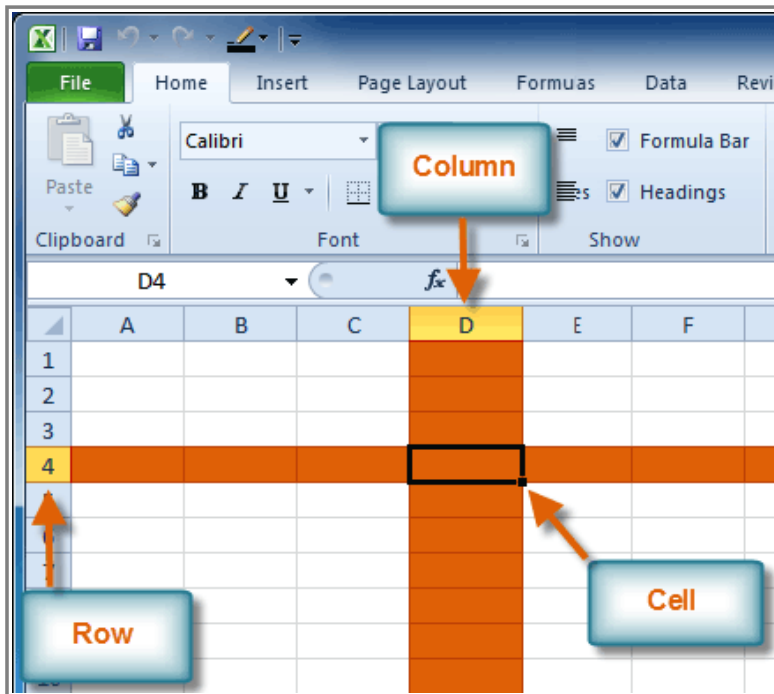 File Home Insert Page Layout Formuas Data
Calibri
Column
Formula Bar
Paste
B I U
Headings
Clipboard Font Show
D4 fx
A B C D E F
1
2
3
4
Cell
Row